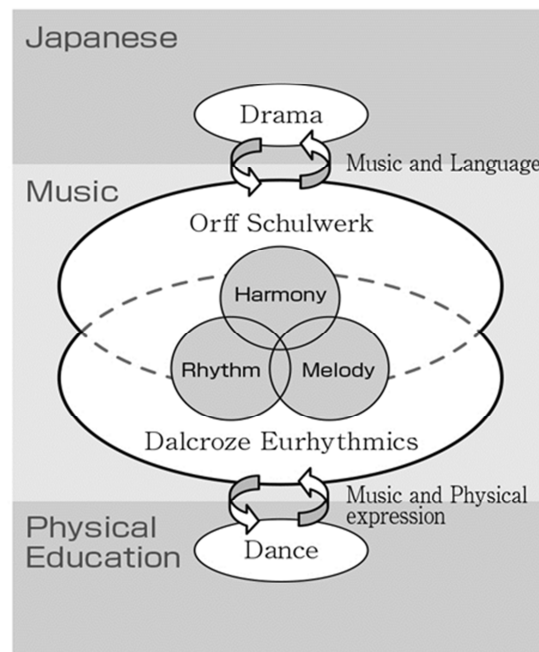 Japanese
Drama
Music and Language
Music
Orff Schulwerk
Harmony
Rhythm
Melody
Dalcroze Eurhythmics
Music and Physical
expression
Physical
Education
Dance